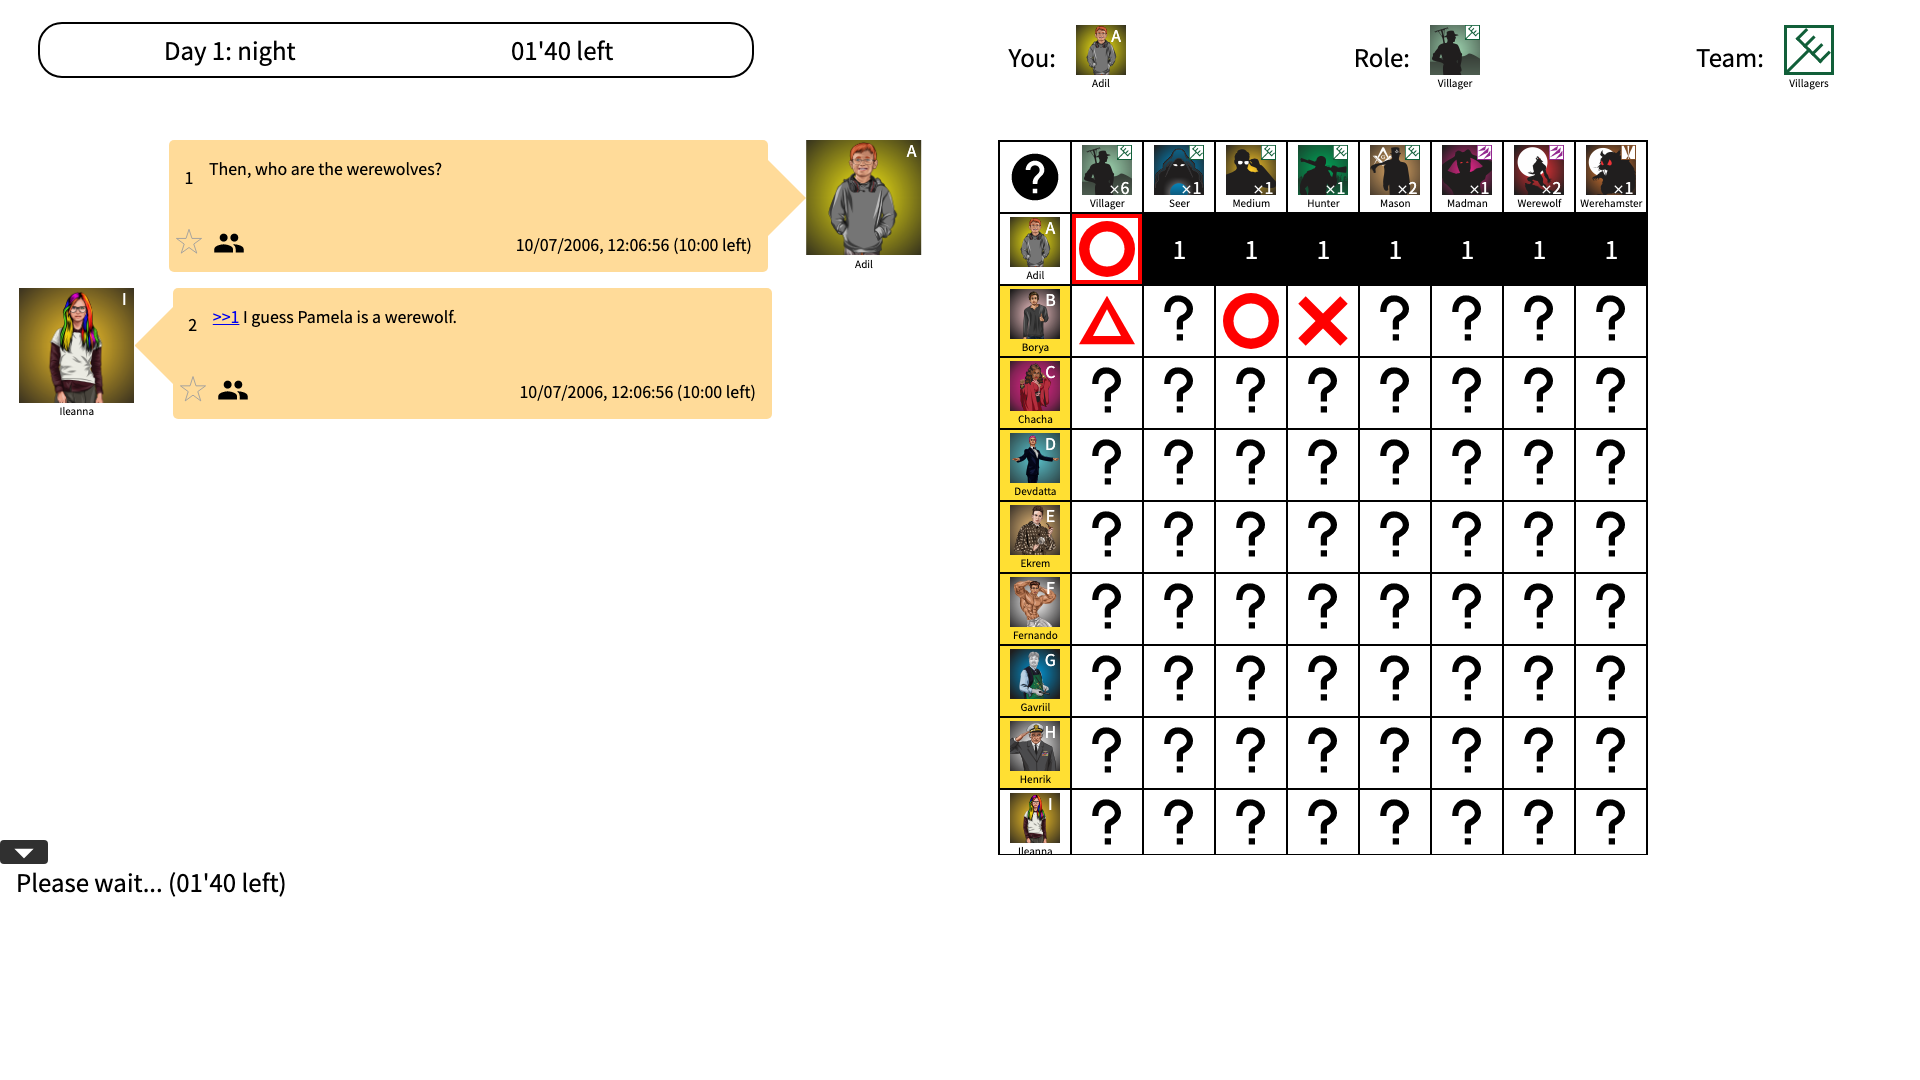 Day 1: night 01'40 left
You: A Adil
Role: Villager
Team: Villagers
1 Then, who are the werewolves?
10/07/2006, 12:06:56 (10:00 left)
A
Adil
I
Ileanna
2 >>1 I guess Pamela is a werewolf.
10/07/2006, 12:06:56 (10:00 left)
Please wait... (01'40 left)
? ×6 ×1 ×1 ×1 ×2 ×1 ×2 ×1
Villager Seer Medium Hunter Mason Madman Werewolf Werehamster
A 1 1 1 1 1 1 1
Adil
B ? ? ? ? ?
Borya
C ? ? ? ? ? ? ? ?
Chacha
D ? ? ? ? ? ? ? ?
Devdatta
E ? ? ? ? ? ? ? ?
Ekrem
F ? ? ? ? ? ? ? ?
Fernando
G ? ? ? ? ? ? ? ?
Gavriil
H ? ? ? ? ? ? ? ?
Henrik
I ? ? ? ? ? ? ? ?
Ileanna